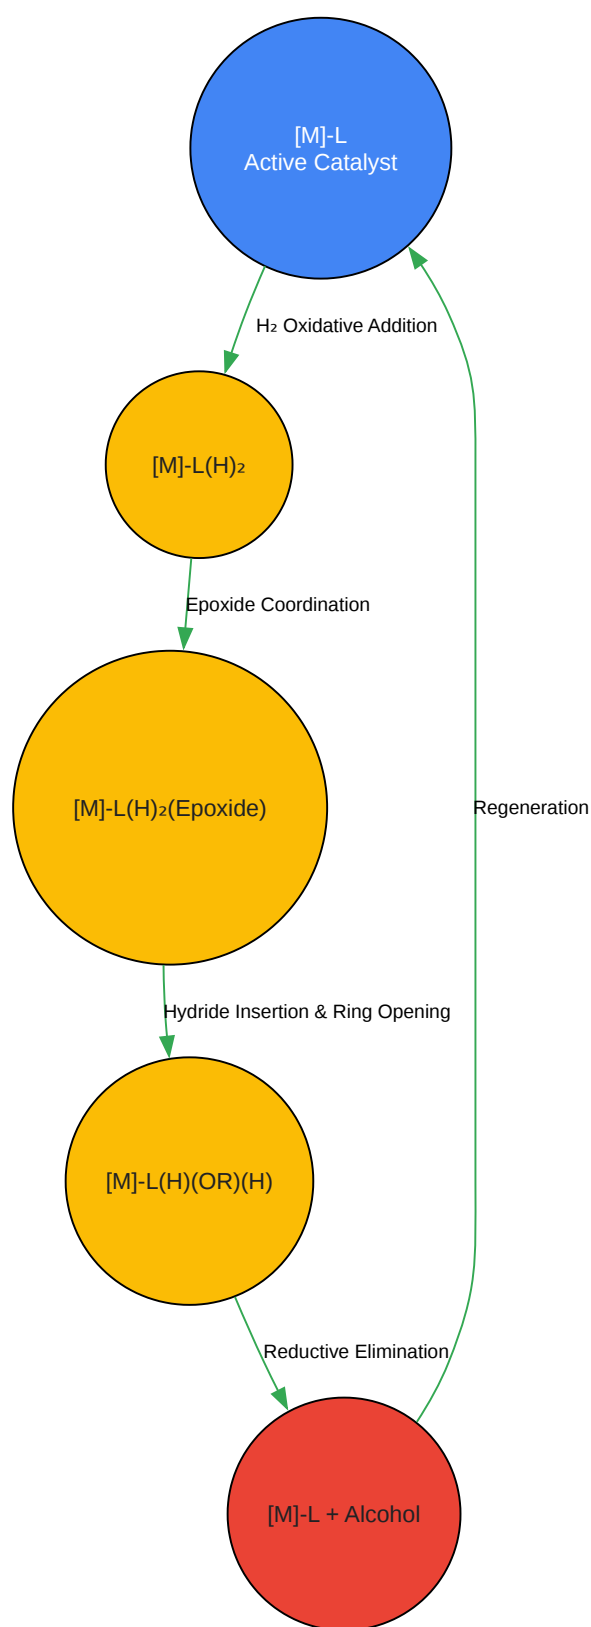 [M]-L
Active Catalyst
H₂ Oxidative Addition
[M]-L(H)₂
Epoxide Coordination
[M]-L(H)₂(Epoxide)
Regeneration
Hydride Insertion & Ring Opening
[M]-L(H)(OR)(H)
Reductive Elimination
[M]-L + Alcohol